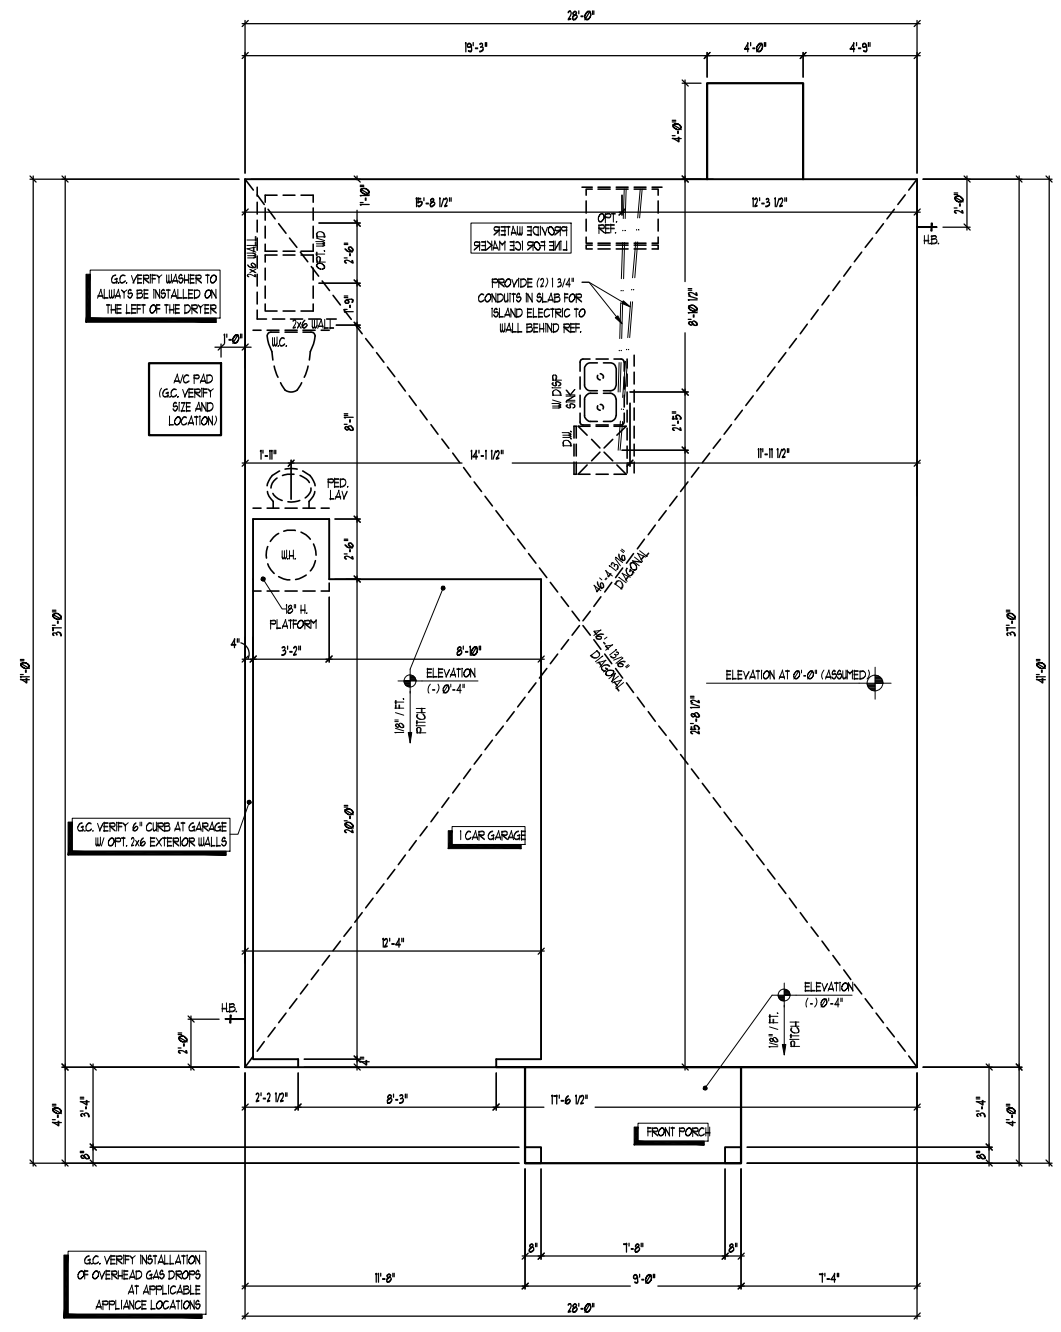 28'-0"
19'-3"
4'-0"
4'-9"
4'-0"
1'-10"
15'-8 1/2"
12'-3 1/2"
2'-0"
H.B.
OPT.
REF.
PROVIDE WATER
LINE FOR ICE MAKER
2x6 WALL
OPT. W/D
2'-6"
1'-9"
G.C. VERIFY WASHER TO
ALWAYS BE INSTALLED ON
THE LEFT OF THE DRYER
PROVIDE (2) 1 3/4"
CONDUITS IN SLAB FOR
ISLAND ELECTRIC TO
WALL BEHIND REF.
8'-10 1/2"
2x6 WALL
W.C.
1'-0"
A/C PAD
(G.C. VERIFY
SIZE AND
LOCATION)
W/ DISP
SINK
8'-1"
2'-5"
D.W.
1'-11"
14'-1 1/2"
11'-11 1/2"
PED.
LAV
W.H.
2'-6"
46'-4 13/16"
DIAGONAL
18" H.
PLATFORM
37'-0"
37'-0"
4"
3'-2"
8'-10"
46'-4 13/16"
DIAGONAL
41'-0"
41'-0"
ELEVATION
(-) 0'-4"
ELEVATION AT 0'-0" (ASSUMED)
1/8" / FT.
PITCH
25'-8 1/2"
20'-0"
G.C. VERIFY 6" CURB AT GARAGE
W/ OPT. 2x6 EXTERIOR WALLS
1 CAR GARAGE
12'-4"
ELEVATION
(-) 0'-4"
H.B.
2'-0"
1/8" / FT.
PITCH
4"
2'-2 1/2"
8'-3"
17'-6 1/2"
4'-0"
3'-4"
3'-4"
4'-0"
FRONT PORCH
8"
8"
8"
7'-8"
8"
G.C. VERIFY INSTALLATION
OF OVERHEAD GAS DROPS
AT APPLICABLE
APPLIANCE LOCATIONS
11'-8"
9'-0"
7'-4"
28'-0"